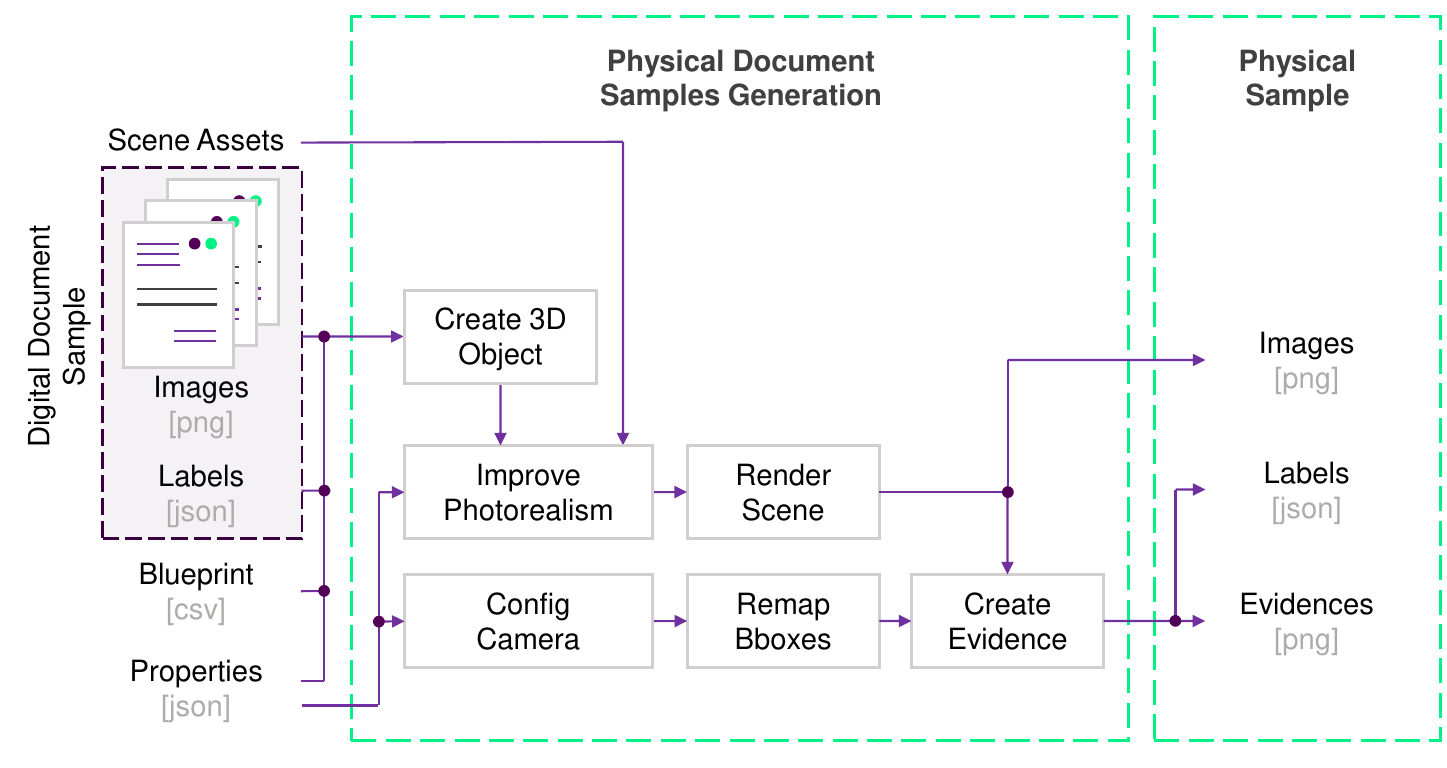 Physical Document
Samples Generation
Physical
Sample
Scene Assets
Digital Document
Sample
Images
[png]
Labels
[json]
Blueprint
[csv]
Properties
[json]
Create 3D
Object
Improve
Photorealism
Render
Scene
Config
Camera
Remap
Bboxes
Create
Evidence
Images
[png]
Labels
[json]
Evidences
[png]